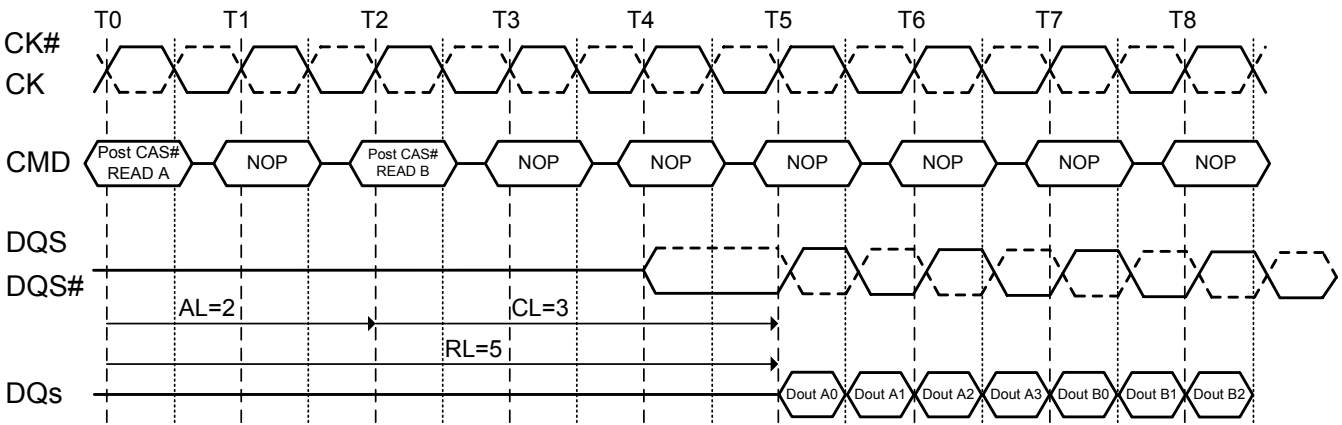 T0 T1 T2 T3 T4 T5 T6 T7 T8
CK#
CK
CMD
Post CAS#
READ A
NOP
Post CAS#
READ B
NOP
NOP
NOP
NOP
NOP
NOP
DQS
DQS#
AL=2
CL=3
RL=5
DQs
Dout A0
Dout A1
Dout A2
Dout A3
Dout B0
Dout B1
Dout B2